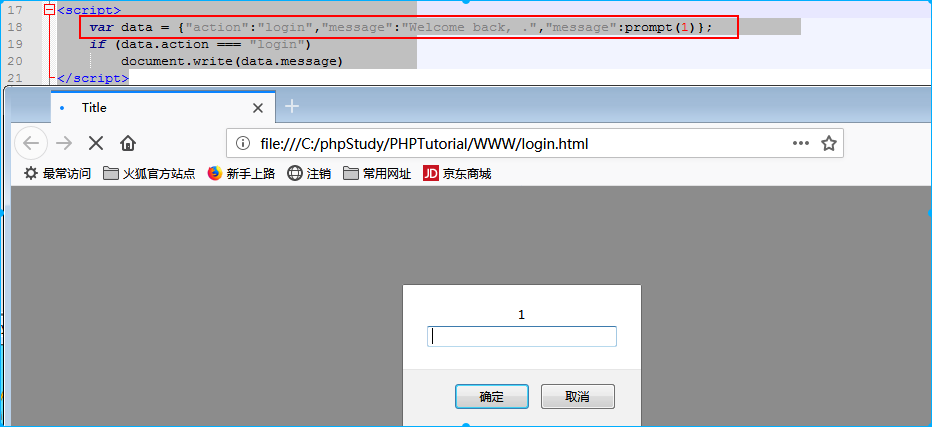 17 <script>
18 var data = {"action":"login","message":"Welcome back, .","message":prompt(1)};
19 if (data.action === "login")
20 document.write(data.message)
21 </script>
Title
file:///C:/phpStudy/PHPTutorial/WWW/login.html
最常访问 火狐官方站点 新手上路 注销 常用网址 JD 京东商城
1
确定 取消